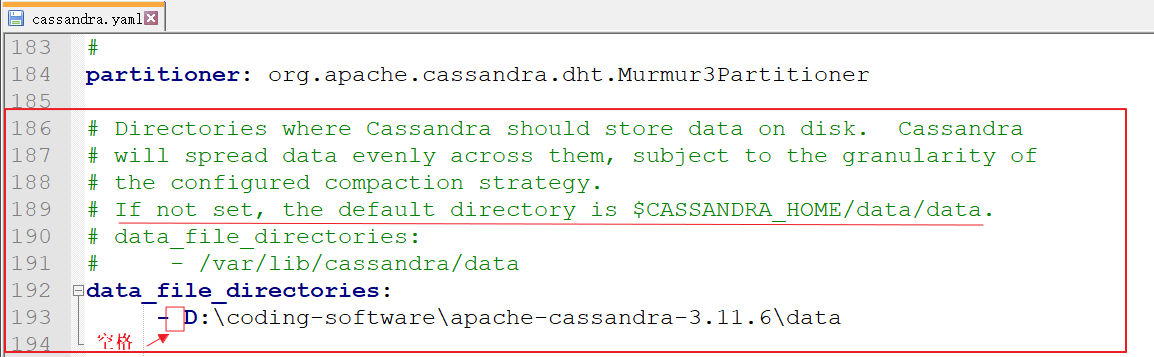 cassandra.yaml
183 #
184 partitioner: org.apache.cassandra.dht.Murmur3Partitioner
185
186 # Directories where Cassandra should store data on disk.  Cassandra
187 # will spread data evenly across them, subject to the granularity of
188 # the configured compaction strategy.
189 # If not set, the default directory is $CASSANDRA_HOME/data/data.
190 # data_file_directories:
191 #     - /var/lib/cassandra/data
192 data_file_directories:
193      - D:\coding-software\apache-cassandra-3.11.6\data
194 空格